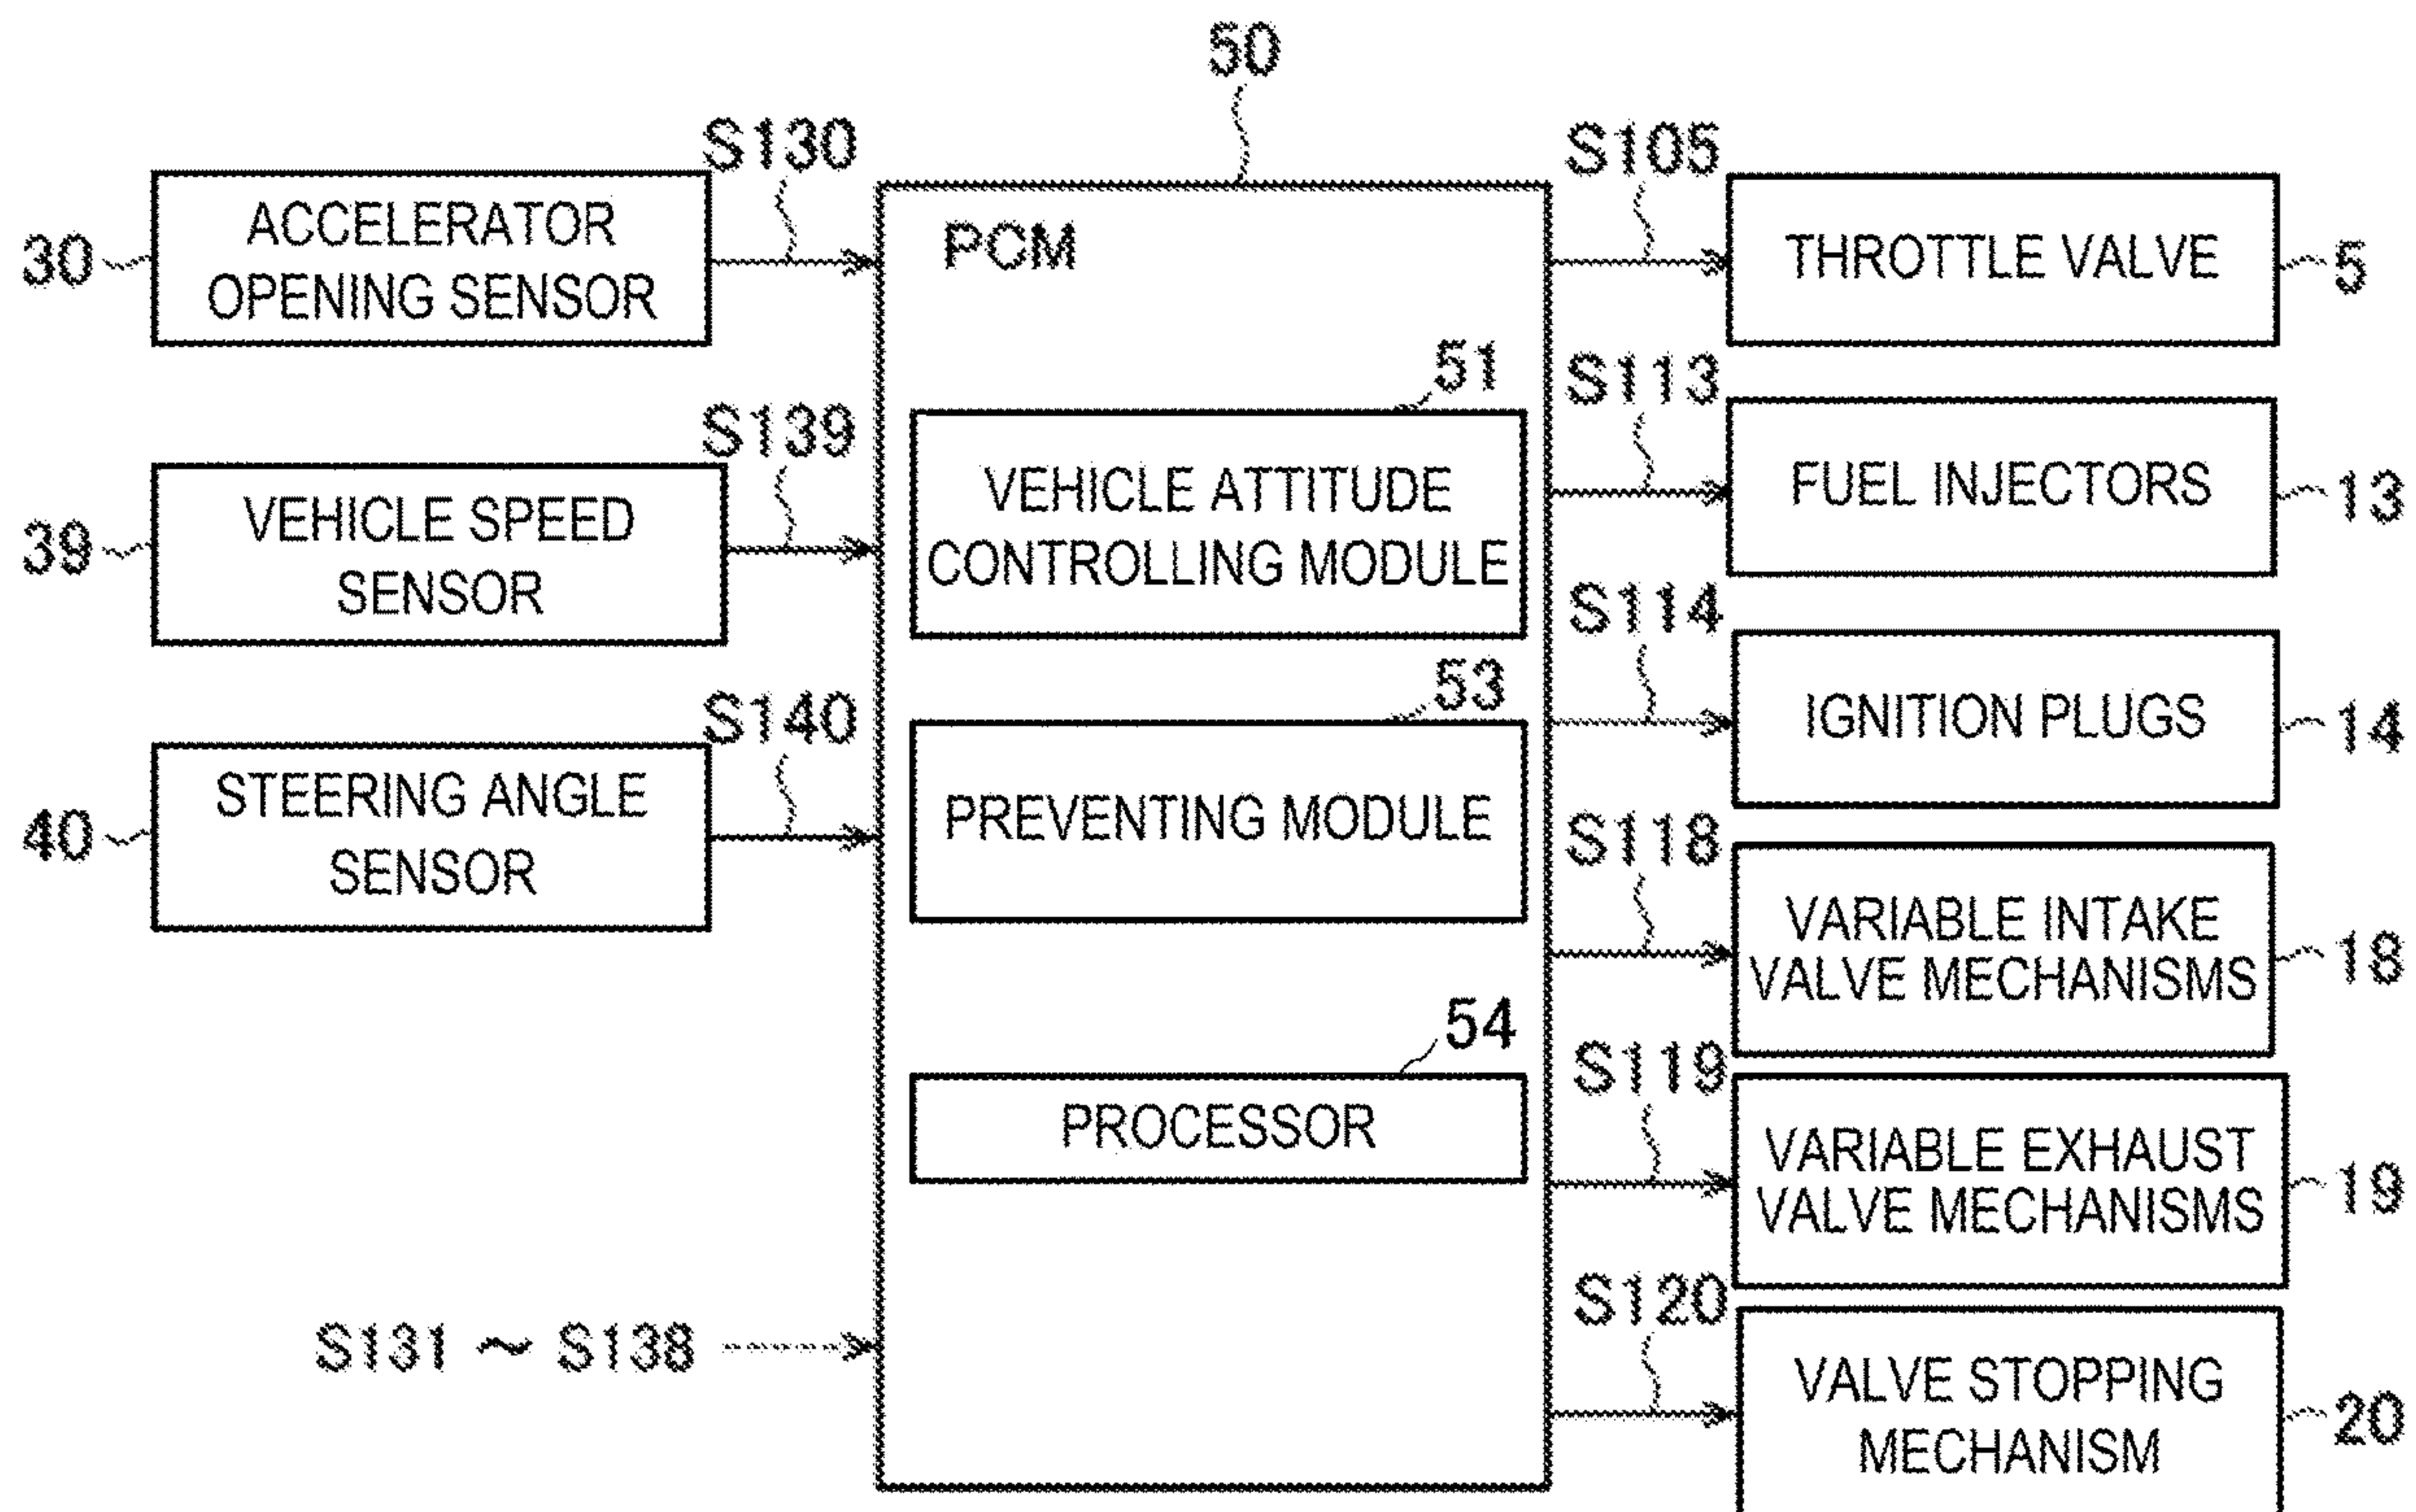 50
S130
S105
ACCELERATOR
OPENING SENSOR
30
PCM
THROTTLE VALVE
5
51
S113
S139
VEHICLE ATTITUDE
CONTROLLING MODULE
FUEL INJECTORS
13
VEHICLE SPEED
SENSOR
39
S114
53
S140
IGNITION PLUGS
14
STEERING ANGLE
SENSOR
40
PREVENTING MODULE
S118
VARIABLE INTAKE
VALVE MECHANISMS
18
54
S119
PROCESSOR
VARIABLE EXHAUST
VALVE MECHANISMS
19
S120
S131 ~ S138
VALVE STOPPING
MECHANISM
20